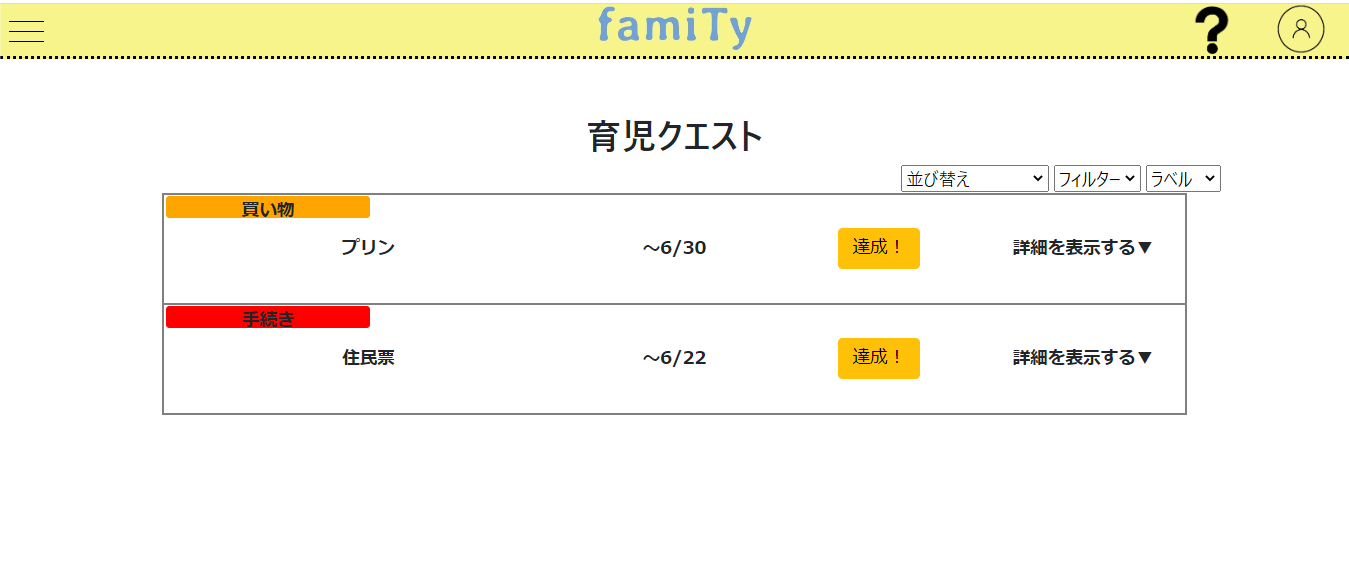 famiTy
?
育児クエスト
並び替え フィルター ラベル
買い物
プリン ～6/30 達成！ 詳細を表示する▼
手続き
住民票 ～6/22 達成！ 詳細を表示する▼